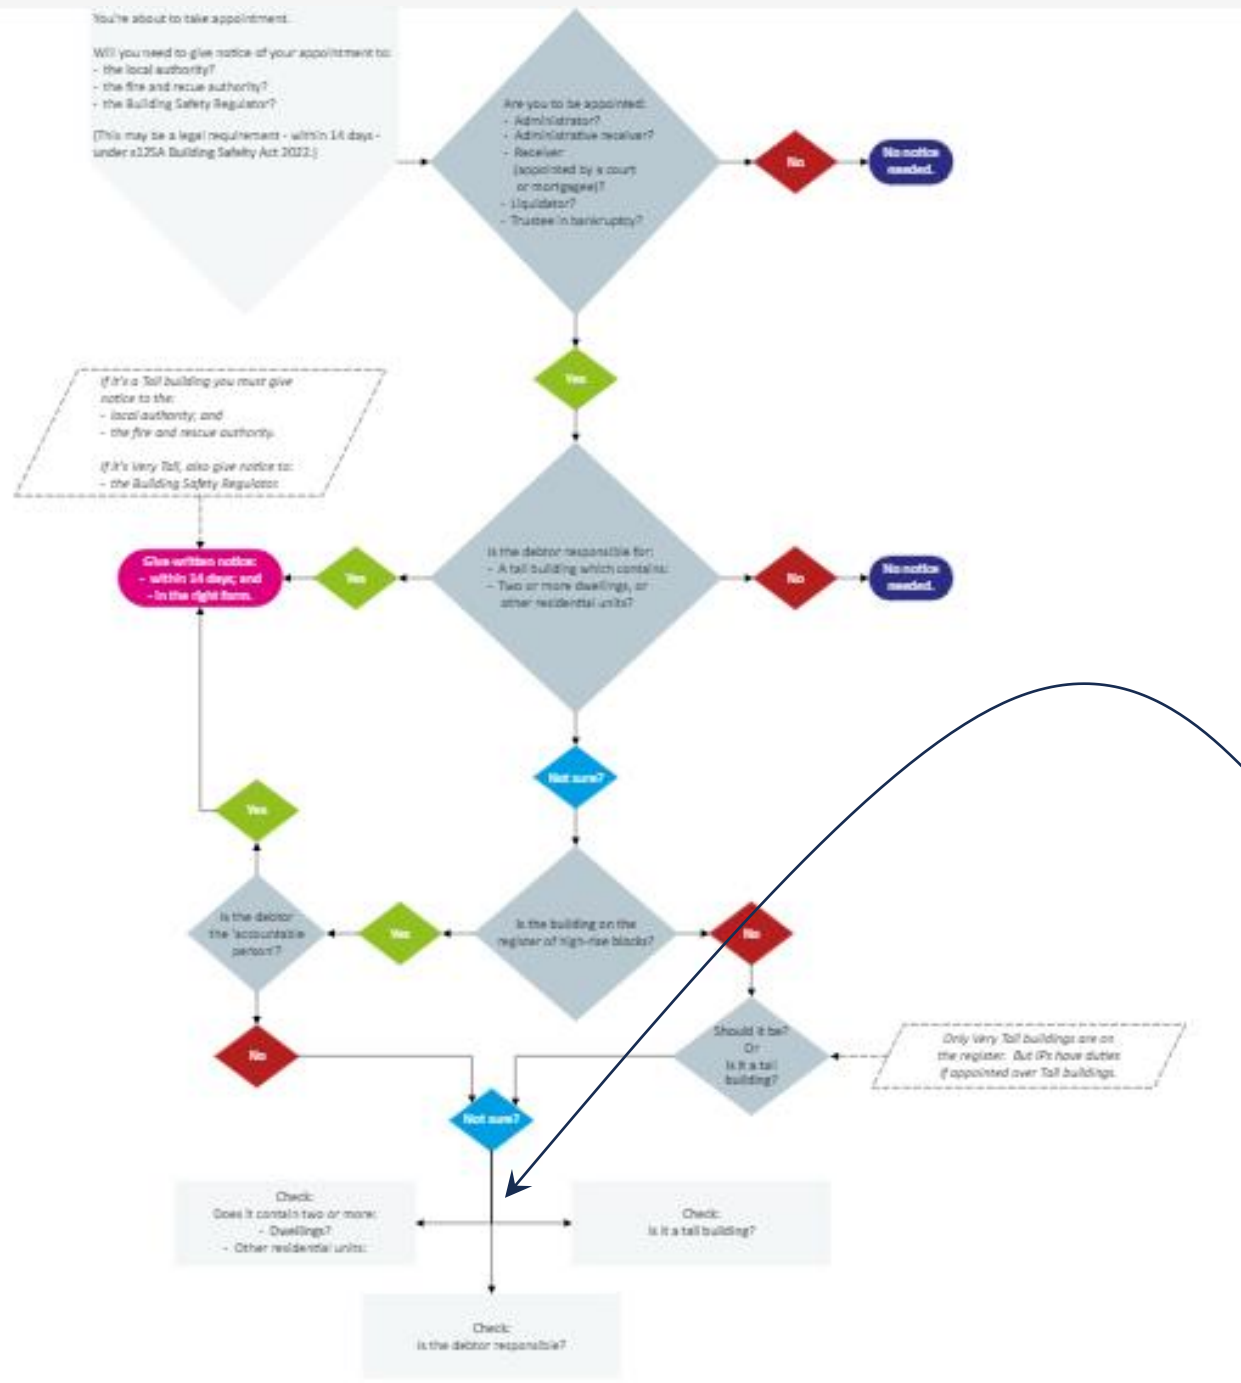 You're about to take appointment.
Will you need to give notice of your appointment to:
- the local authority?
- the fire and recue authority?
- the Building Safety Regulator?
(This may be a legal requirement - within 14 days -
under s125A Building Safety Act 2022.)
Are you to be appointed:
- Administrator?
- Administrative receiver?
- Receiver
(appointed by a court
or mortgagee)?
- Liquidator?
- Trustee in bankruptcy?
No
No notice
needed.
Yes
If it's a Tall building you must give
notice to the:
- local authority; and
- the fire and rescue authority.
If it's Very Tall, also give notice to:
- the Building Safety Regulator.
Give written notice:
- within 14 days; and
- in the right form.
Yes
Is the debtor responsible for:
- A tall building which contains:
- Two or more dwellings, or
other residential units?
No
No notice
needed.
Not sure?
Yes
Is the debtor
the 'accountable
person'?
Yes
Is the building on the
register of high-rise blocks?
No
No
Should it be?
Or
Is it a tall
building?
Only Very Tall buildings are on
the register. But IPs have duties
if appointed over Tall buildings.
Not sure?
Check:
Does it contain two or more:
- Dwellings?
- Other residential units:
Check:
Is it a tall building?
Check:
Is the debtor responsible?